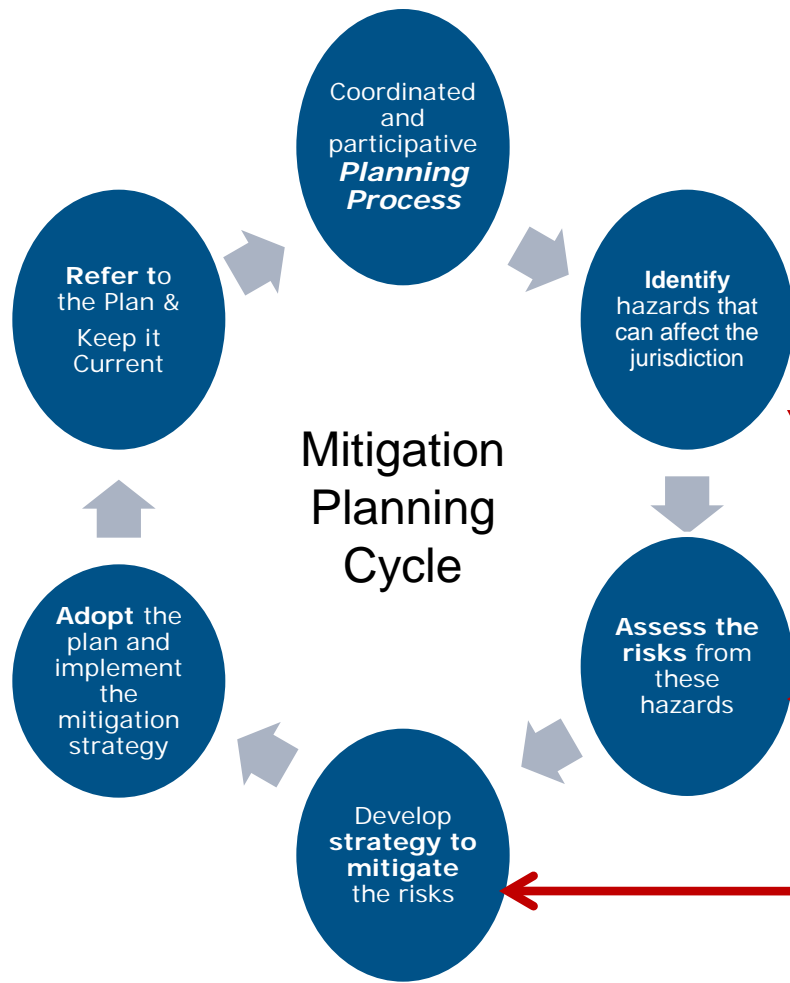 Coordinated
and
participative
Planning
Process
Identify
hazards that
can affect the
jurisdiction
Assess the
risks from
these
hazards
Develop
strategy to
mitigate
the risks
Adopt the
plan and
implement
the
mitigation
strategy
Refer to
the Plan &
Keep it
Current
Mitigation
Planning
Cycle